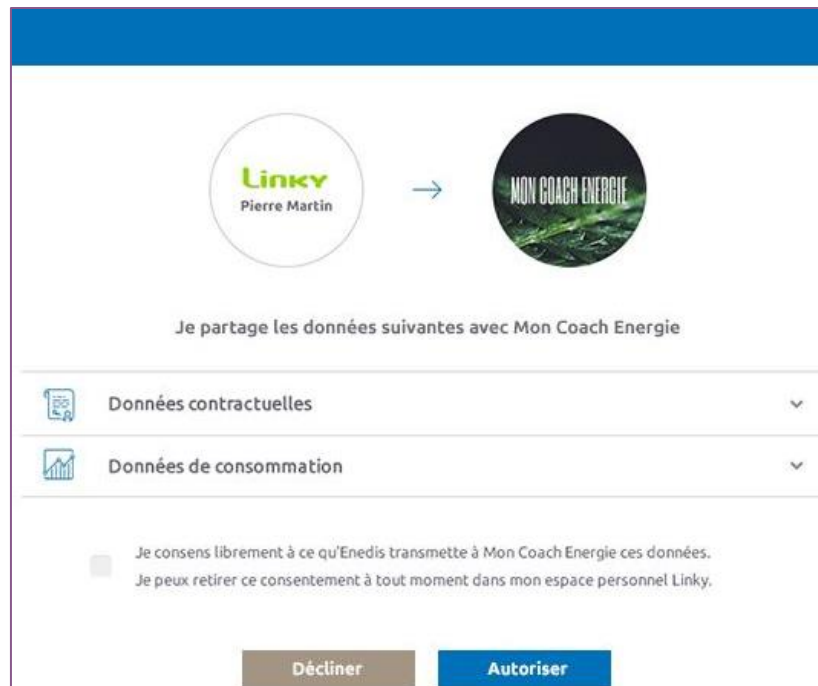 Linky
Pierre Martin
MON COACH ENERGIE
Je partage les données suivantes avec Mon Coach Energie
Données contractuelles
Données de consommation
Je consens librement à ce qu'Enedis transmette à Mon Coach Energie ces données.
Je peux retirer ce consentement à tout moment dans mon espace personnel Linky.
Décliner
Autoriser